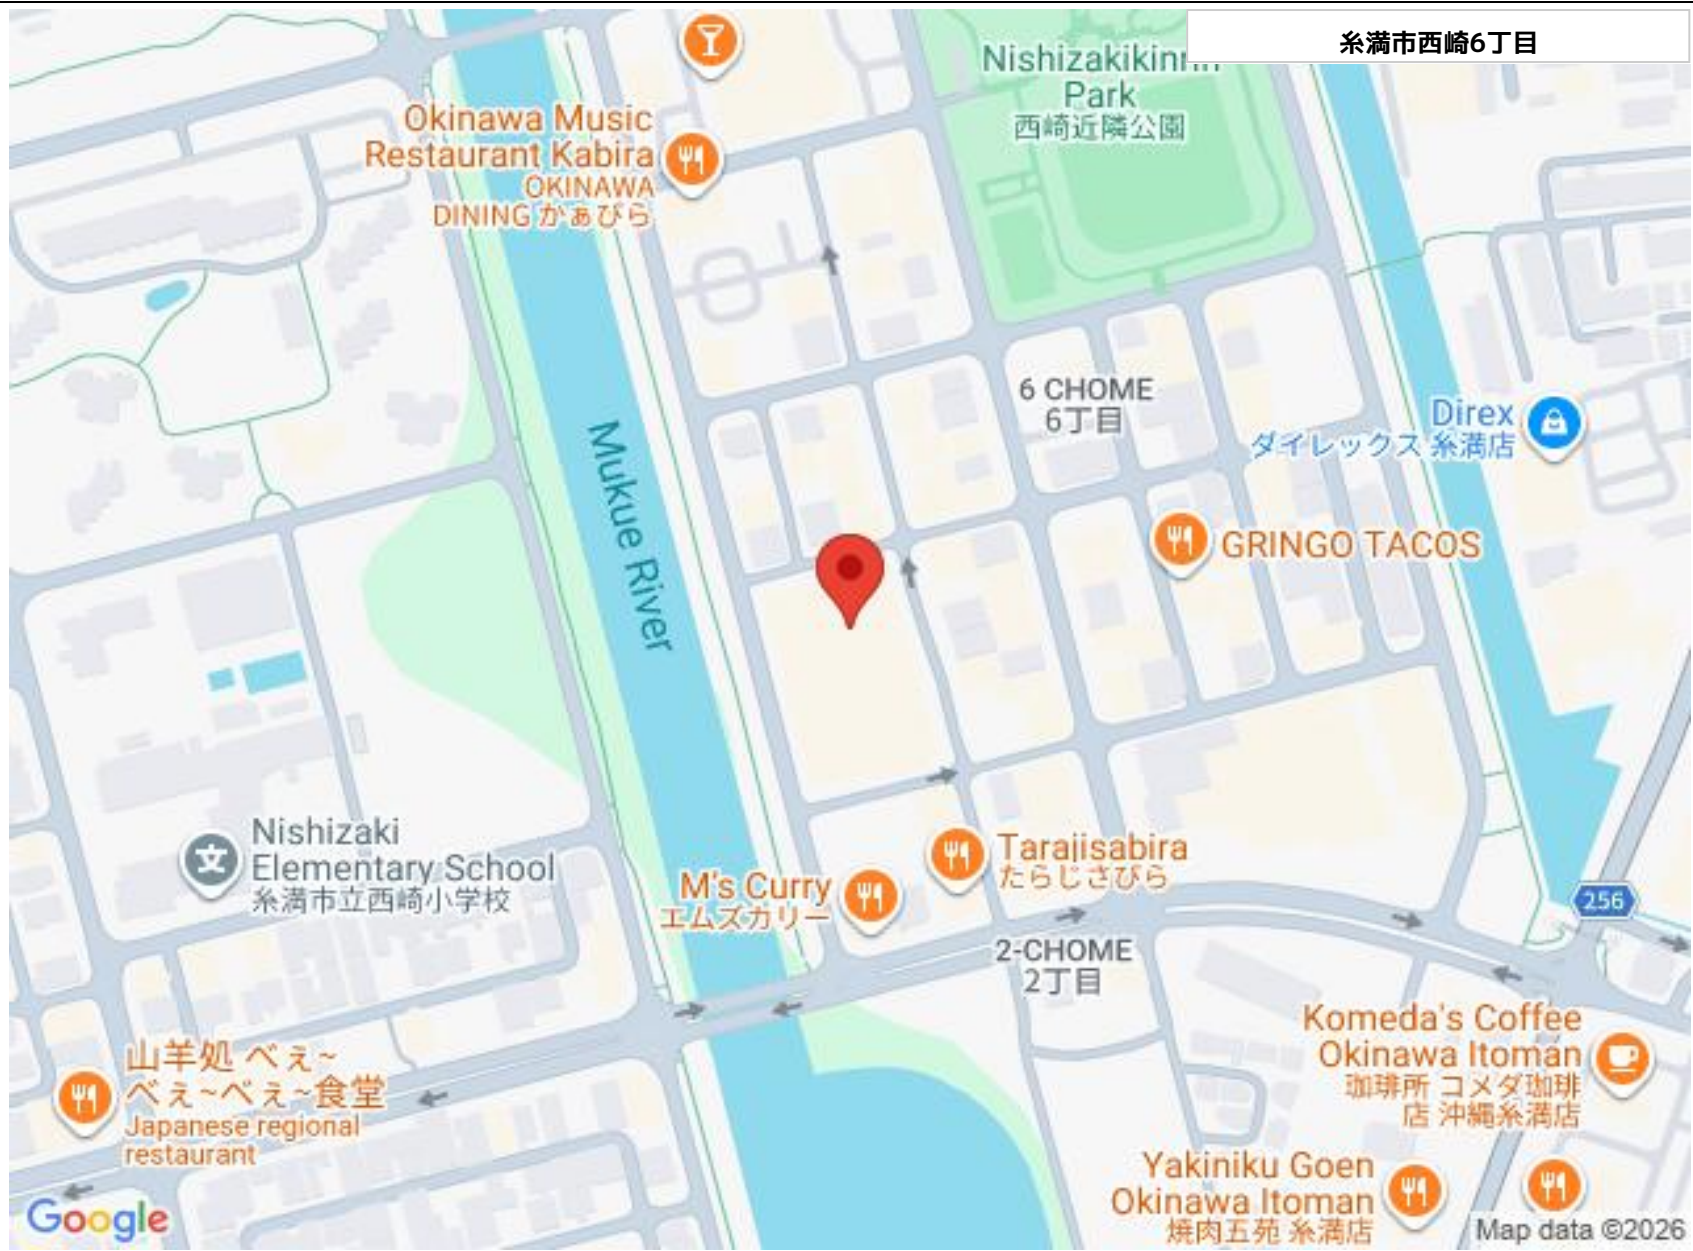 糸満市西崎6丁目
Nishizakikinrin
Park
西崎近隣公園
Okinawa Music
Restaurant Kabira
OKINAWA
DINING かぁびら
6 CHOME
6丁目
Direx
ダイレックス 糸満店
Mukue River
GRINGO TACOS
Nishizaki
Elementary School
糸満市立西崎小学校
Tarajisabira
たらじさびら
M's Curry
エムズカリー
256
2-CHOME
2丁目
Komeda's Coffee
Okinawa Itoman
珈琲所 コメダ珈琲
店 沖縄糸満店
山羊処 べぇ~
べぇ~べぇ~食堂
Japanese regional
restaurant
Yakiniku Goen
Okinawa Itoman
焼肉五苑 糸満店
Google
Map data ©2026